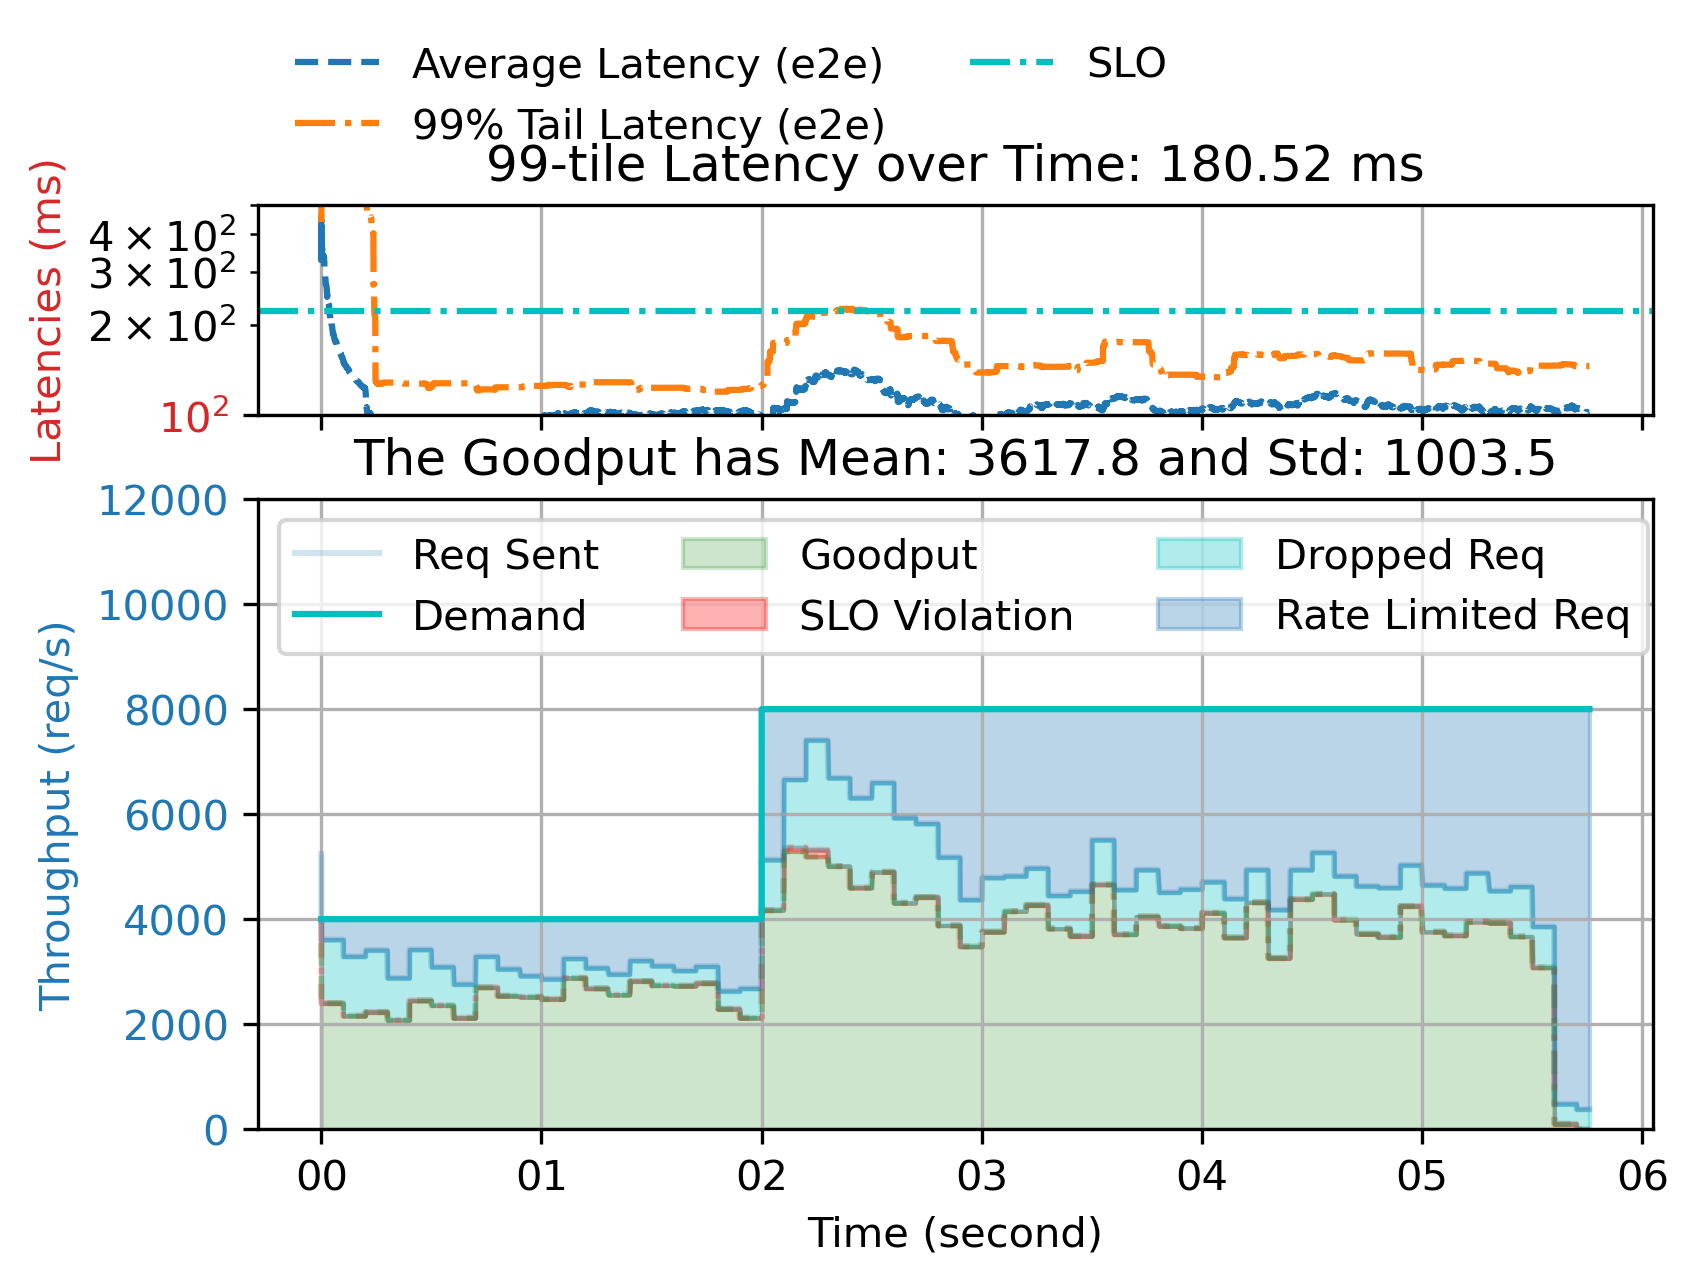 Average Latency (e2e) SLO
99% Tail Latency (e2e)
99-tile Latency over Time: 180.52 ms
Latencies (ms)
4 × 10²
3 × 10²
2 × 10²
10²
The Goodput has Mean: 3617.8 and Std: 1003.5
Throughput (req/s)
12000
10000
8000
6000
4000
2000
0
Req Sent Goodput Dropped Req
Demand SLO Violation Rate Limited Req
00 01 02 03 04 05 06
Time (second)